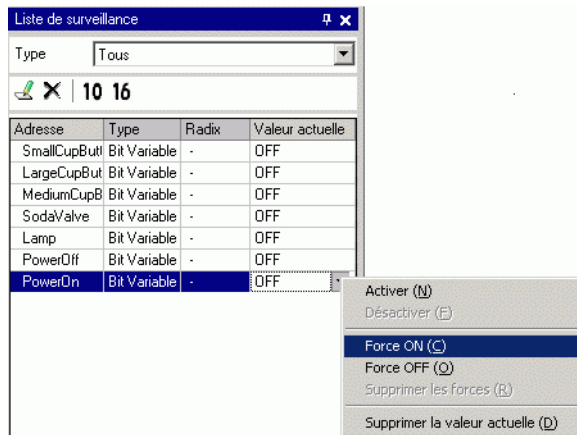 Liste de surveillance
Type Tous
10 16
Adresse Type Radix Valeur actuelle
SmallCupButt Bit Variable - OFF
LargeCupBut Bit Variable - OFF
MediumCupB Bit Variable - OFF
SodaValve Bit Variable - OFF
Lamp Bit Variable - OFF
PowerOff Bit Variable - OFF
PowerOn Bit Variable - OFF
Activer (N)
Désactiver (F)
Force ON (C)
Force OFF (O)
Supprimer les forces (R)
Supprimer la valeur actuelle (D)